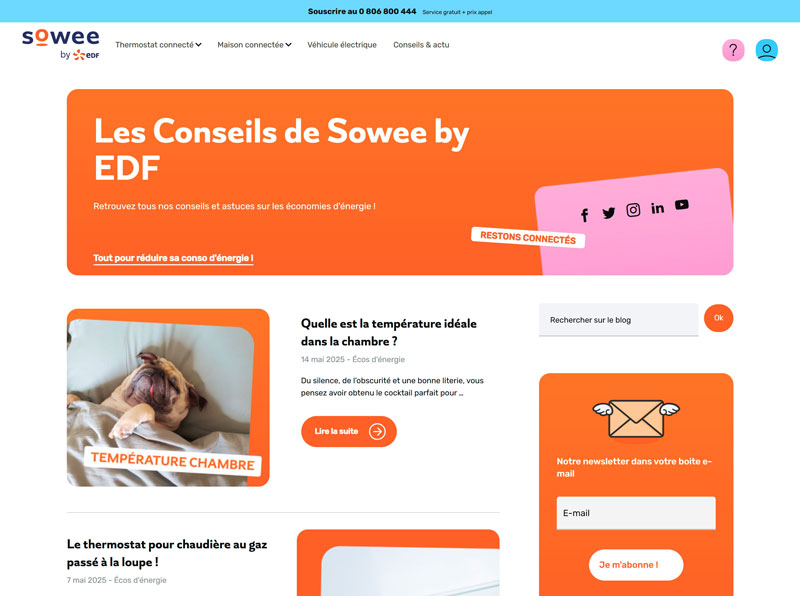 Souscrire au 0 806 800 444 Service gratuit + prix appel
sowee
by EDF
Thermostat connecté
Maison connectée
Véhicule électrique
Conseils & actu
?
Les Conseils de Sowee by
EDF
Retrouvez tous nos conseils et astuces sur les économies d'énergie !
Tout pour réduire sa conso d'énergie !
RESTONS CONNECTÉS
TEMPÉRATURE CHAMBRE
Quelle est la température idéale
dans la chambre ?
14 mai 2025 - Écos d'énergie
Du silence, de l'obscurité et une bonne literie, vous
pensez avoir obtenu le cocktail parfait pour ...
Lire la suite
Rechercher sur le blog
Ok
Notre newsletter dans votre boite e-
mail
E-mail
Je m'abonne !
Le thermostat pour chaudière au gaz
passé à la loupe !
7 mai 2025 - Écos d'énergie